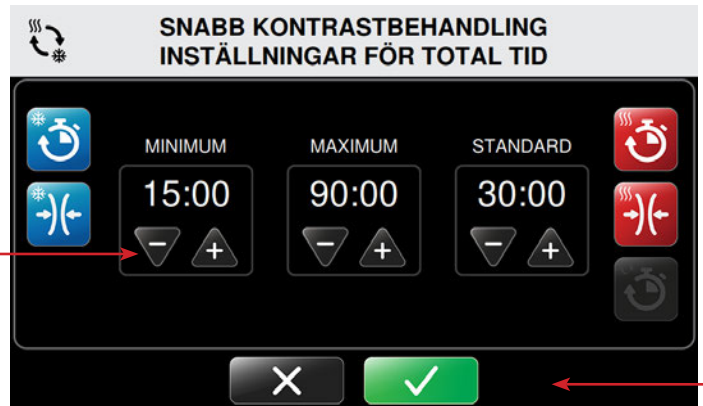 SNABB KONTRASTBEHANDLING
INSTÄLLNINGAR FÖR TOTAL TID
MINIMUM
MAXIMUM
STANDARD
15:00
90:00
30:00